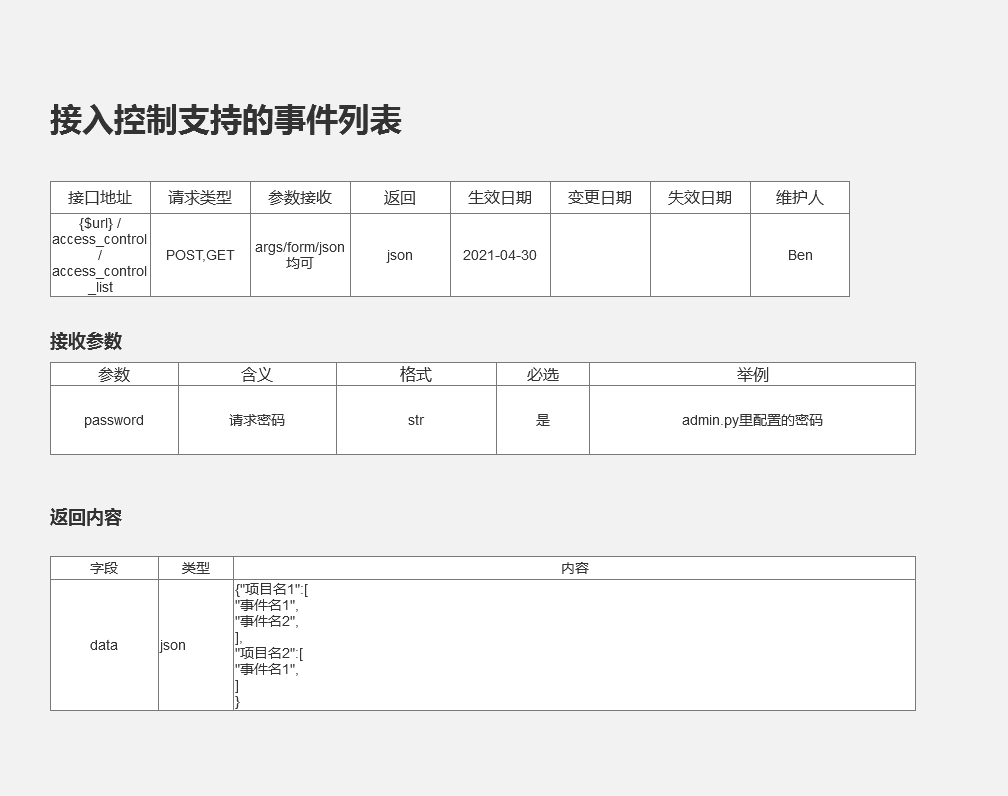 接入控制支持的事件列表
接口地址 请求类型 参数接收 返回 生效日期 变更日期 失效日期 维护人
{$url} /
access_control
/
access_control
_list
POST,GET
args/form/json
均可
json
2021-04-30
Ben
接收参数
参数 含义 格式 必选 举例
password 请求密码 str 是 admin.py里配置的密码
返回内容
字段 类型 内容
data
json
{"项目名1":[
"事件名1",
"事件名2",
],
"项目名2":[
"事件名1",
]
}